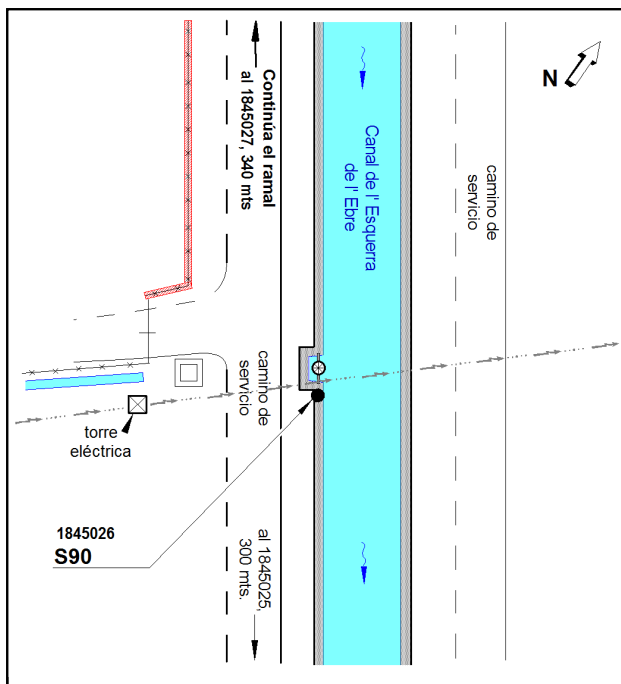 Continúa el ramal
al 1845027, 340 mts
Canal de l' Esquerra
de l' Ebre
N
camino de
servicio
camino de
servicio
torre
eléctrica
1845026
S90
al 1845025,
300 mts.